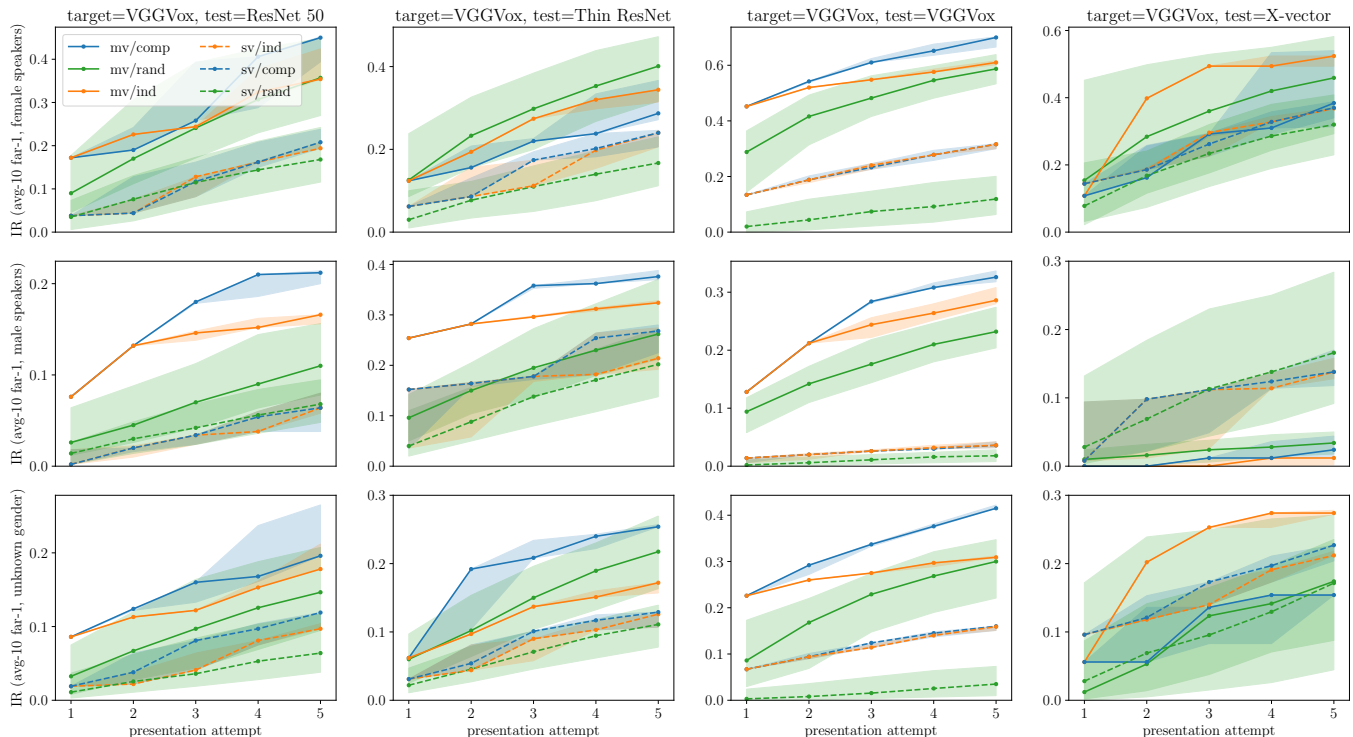 target=VGGVox, test=ResNet 50
target=VGGVox, test=Thin ResNet
target=VGGVox, test=VGGVox
target=VGGVox, test=X-vector
IR (avg-10 far-1, female speakers)
0.4
0.3
0.2
0.1
0.0
mv/comp
mv/rand
mv/ind
sv/ind
sv/comp
sv/rand
0.4
0.2
0.0
0.6
0.4
0.2
0.0
0.6
0.4
0.2
0.0
IR (avg-10 far-1, male speakers)
0.2
0.1
0.0
0.4
0.3
0.2
0.1
0.0
0.3
0.2
0.1
0.0
0.3
0.2
0.1
0.0
IR (avg-10 far-1, unknown gender)
0.2
0.1
0.0
1 2 3 4 5
presentation attempt
0.3
0.2
0.1
0.0
1 2 3 4 5
presentation attempt
0.4
0.3
0.2
0.1
0.0
1 2 3 4 5
presentation attempt
0.3
0.2
0.1
0.0
1 2 3 4 5
presentation attempt